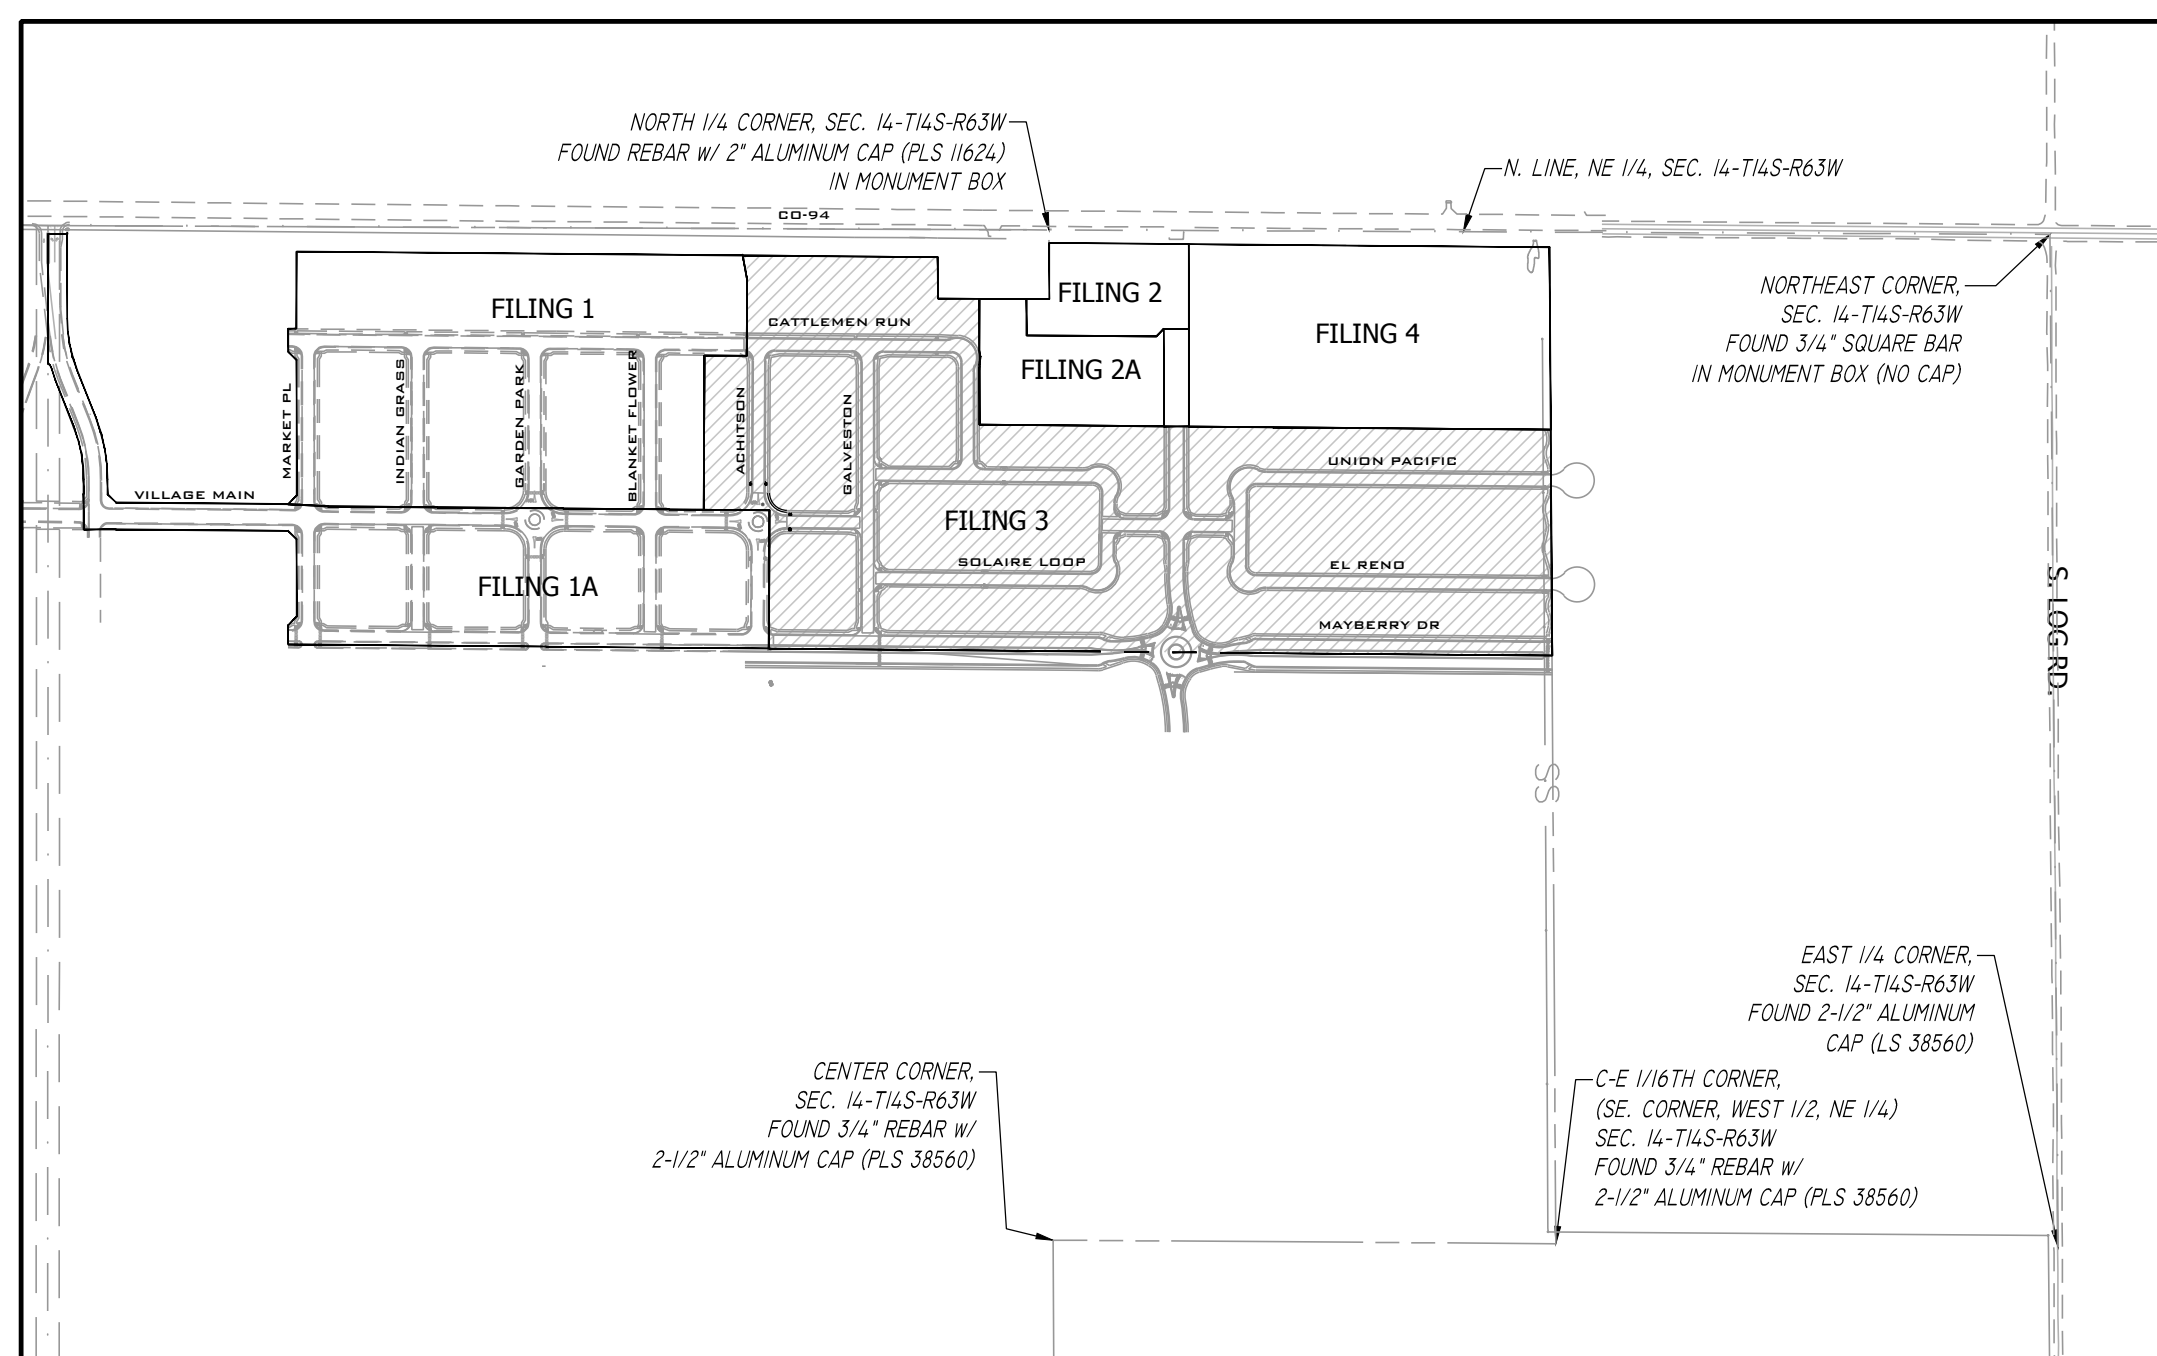 NORTH 1/4 CORNER, SEC. 14-T14S-R63W
FOUND REBAR w/ 2" ALUMINUM CAP (PLS 11624)
IN MONUMENT BOX
N. LINE, NE 1/4, SEC. 14-T14S-R63W
CO-94
NORTHEAST CORNER,
SEC. 14-T14S-R63W
FOUND 3/4" SQUARE BAR
IN MONUMENT BOX (NO CAP)
FILING 1
FILING 2
FILING 4
CATTLEMEN RUN
FILING 2A
MARKET PL
INDIAN GRASS
GARDEN PARK
BLANKET FLOWER
ACHITSON
GALVESTON
UNION PACIFIC
VILLAGE MAIN
FILING 3
SOLAIRE LOOP
EL RENO
FILING 1A
MAYBERRY DR
S. LOG RD.
SS
EAST 1/4 CORNER,
SEC. 14-T14S-R63W
FOUND 2-1/2" ALUMINUM
CAP (LS 38560)
CENTER CORNER,
SEC. 14-T14S-R63W
FOUND 3/4" REBAR w/
2-1/2" ALUMINUM CAP (PLS 38560)
C-E 1/16TH CORNER,
(SE. CORNER, WEST 1/2, NE 1/4)
SEC. 14-T14S-R63W
FOUND 3/4" REBAR w/
2-1/2" ALUMINUM CAP (PLS 38560)